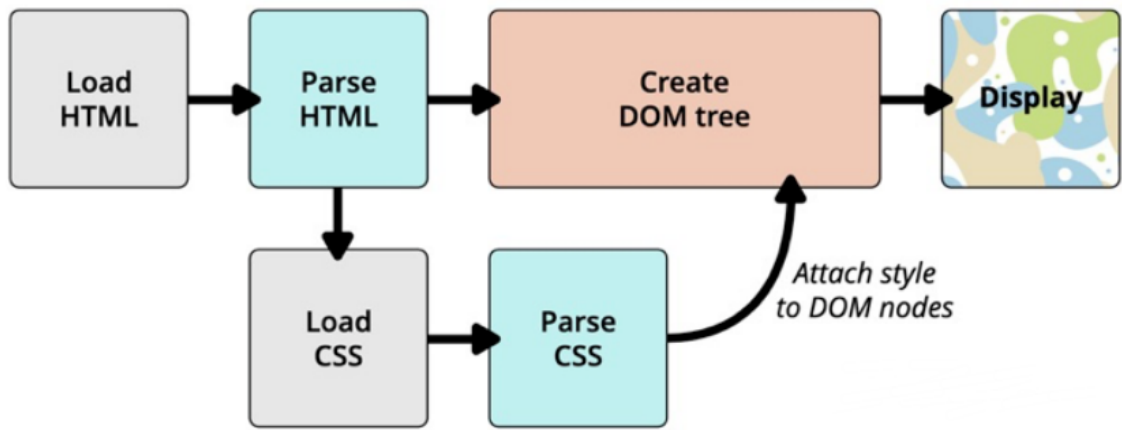 Load
HTML
Parse
HTML
Create
DOM tree
Display
Load
CSS
Parse
CSS
Attach style
to DOM nodes